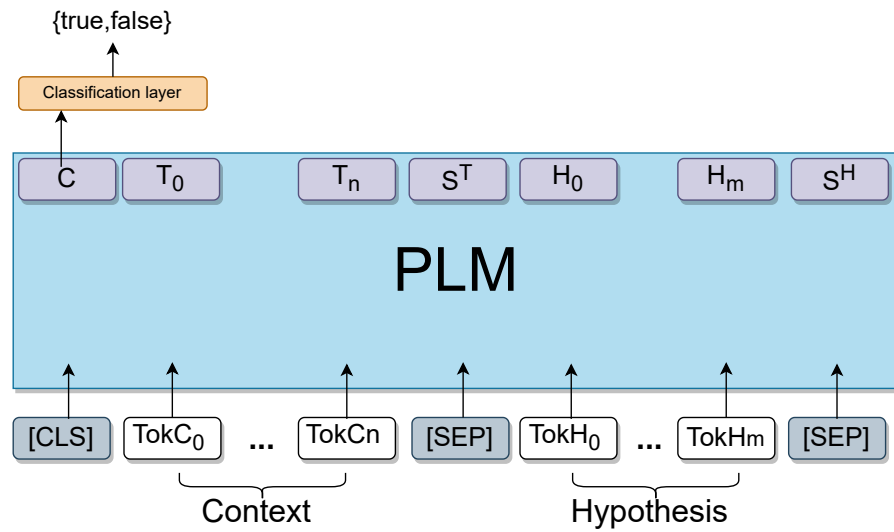 {true,false}
Classification layer
C T₀ Tₙ Sᵀ H₀ Hₘ Sᴴ
PLM
[CLS] TokC₀ ... TokCn [SEP] TokH₀ ... TokHm [SEP]
Context Hypothesis